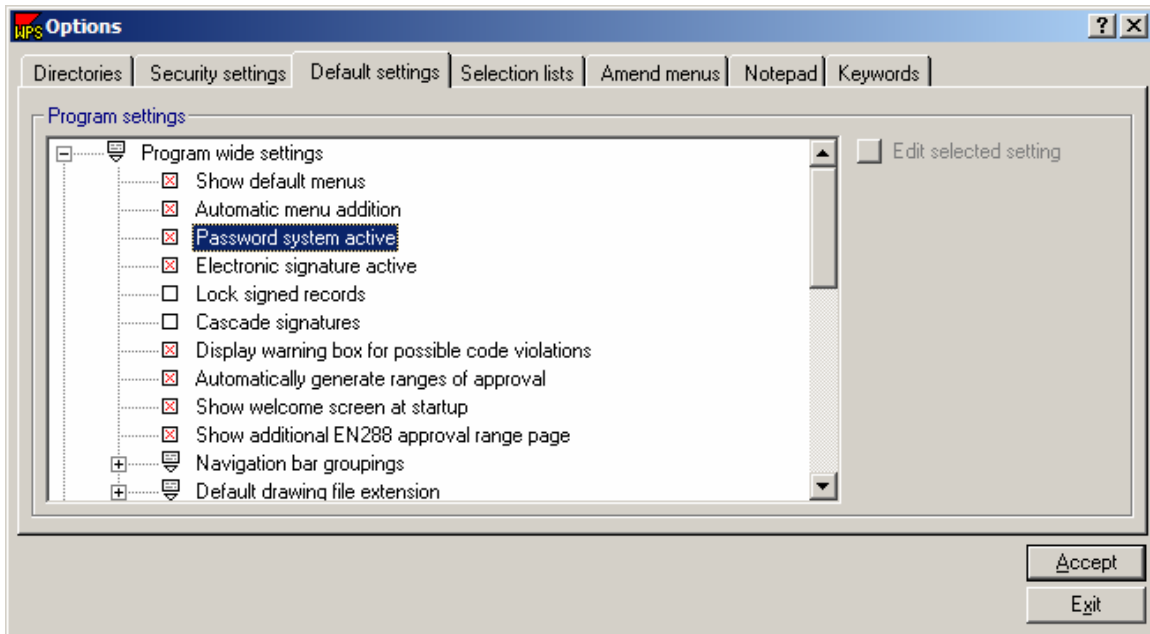 WPS Options
Directories Security settings Default settings Selection lists Amend menus Notepad Keywords
Program settings
Program wide settings
Edit selected setting
Show default menus
Automatic menu addition
Password system active
Electronic signature active
Lock signed records
Cascade signatures
Display warning box for possible code violations
Automatically generate ranges of approval
Show welcome screen at startup
Show additional EN288 approval range page
Navigation bar groupings
Default drawing file extension
Accept
Exit